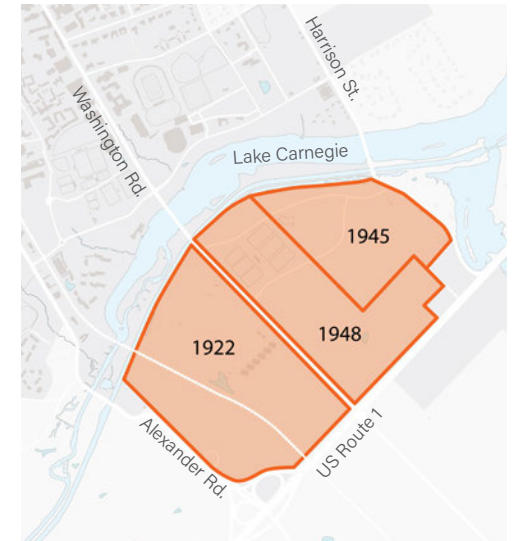 Harrison St.
Washington Rd.
Lake Carnegie
1945
1948
1922
Alexander Rd.
US Route 1